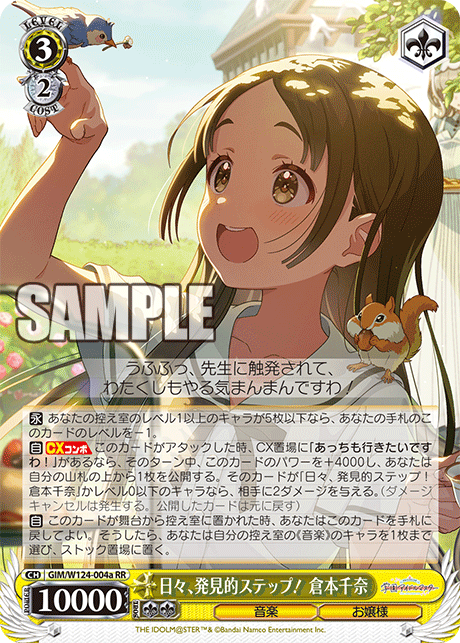 LEVEL
3
2
COST
SAMPLE
うふふっ、先生に触発されて、
わたくしもやる気まんまんですわ！
永 あなたの控え室のレベル1以上のキャラが5枚以下なら、あなたの手札のこ
のカードのレベルを－1。
自 CXコンボ このカードがアタックした時、CX置場に「あっちも行きたいです
わ！」があるなら、そのターン中、このカードのパワーを+4000し、あなたは
自分の山札の上から1枚を公開する。そのカードが「日々、発見的ステップ！
倉本千奈」かレベル0以下のキャラなら、相手に2ダメージを与える。（ダメージ
キャンセルは発生する。公開したカードは元に戻す）
自 このカードが舞台から控え室に置かれた時、あなたはこのカードを手札に
戻してよい。そうしたら、あなたは自分の控え室の《音楽》のキャラを1枚まで
選び、ストック置場に置く。
CH GIM/W124-004a RR
日々、発見的ステップ！ 倉本千奈
POWER
10000
SOUL
音楽
お嬢様
学園アイドルマスター
THE IDOLM@STER™& ©Bandai Namco Entertainment Inc.